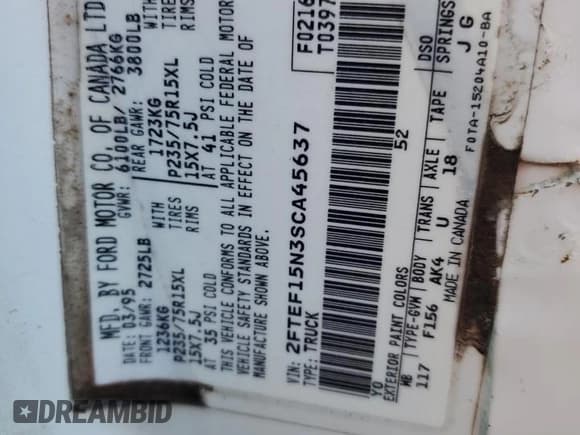 MFD. BY FORD MOTOR CO. OF CANADA LTD
DATE: 03/95 GVWR: 6100LB/ 2766KG
FRONT GAWR: 2725LB REAR GAWR: 3800LB
1236KG WITH 1723KG WITH
P235/75R15XL TIRES P235/75R15XL TIRES
15X7.5J RIMS 15X7.5J RIMS
AT 35 PSI COLD AT 41 PSI COLD
THIS VEHICLE CONFORMS TO ALL APPLICABLE FEDERAL MOTOR
VEHICLE SAFETY STANDARDS IN EFFECT ON THE DATE OF
MANUFACTURE SHOWN ABOVE.
VIN: 2FTEF15N3SCA45637 F0216
TYPE: TRUCK T0397
YO 52
EXTERIOR PAINT COLORS DSO
WB TYPE-GVW BODY TRANS AXLE TAPE SPRINGS
117 F156 AK4 U 18 J G
MADE IN CANADA
F0TA-15204A10-BA
DREAMBID